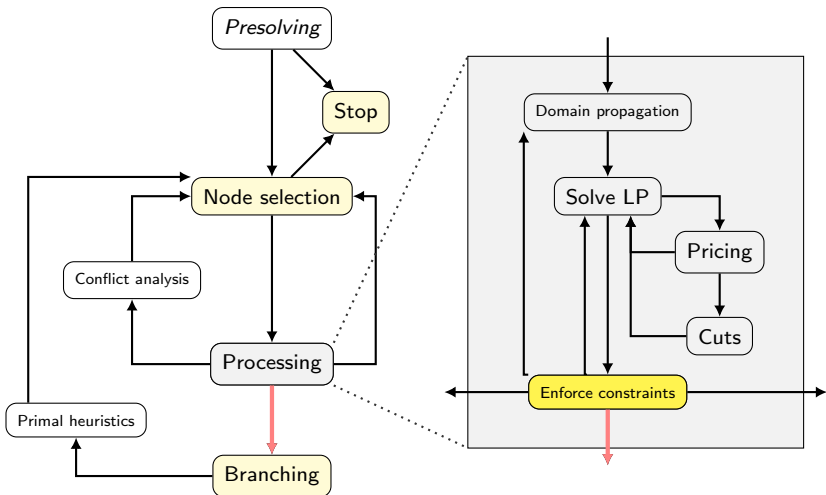 Presolving
Stop
Node selection
Conflict analysis
Processing
Primal heuristics
Branching
Domain propagation
Solve LP
Pricing
Cuts
Enforce constraints